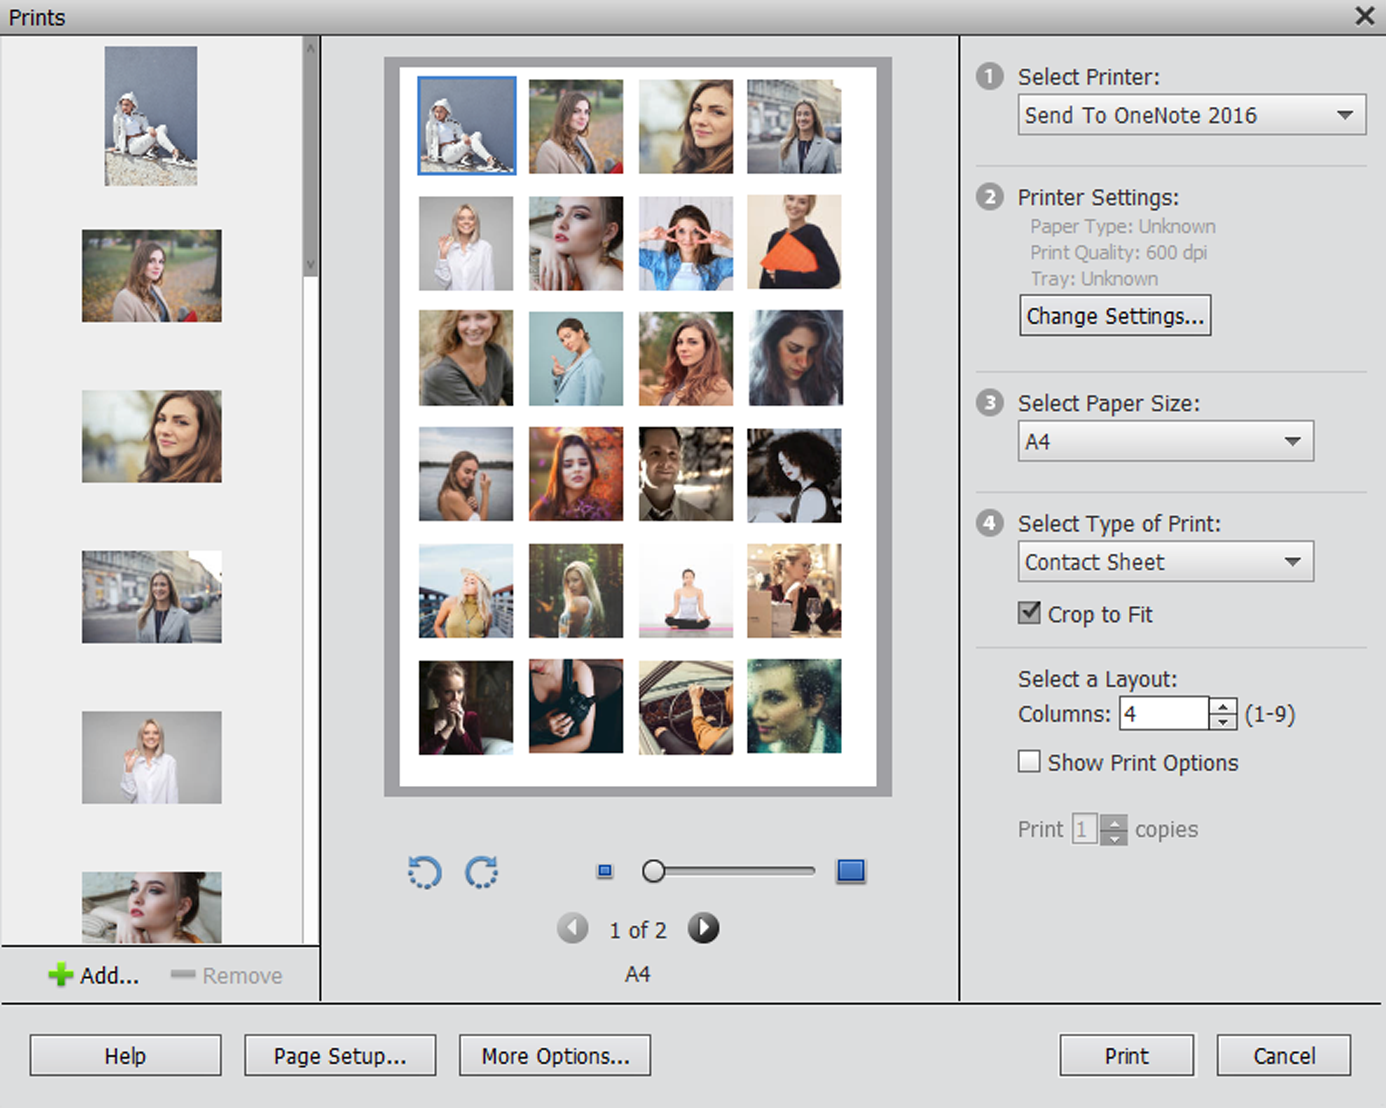 Prints
1 Select Printer:
Send To OneNote 2016
2 Printer Settings:
Paper Type: Unknown
Print Quality: 600 dpi
Tray: Unknown
Change Settings...
3 Select Paper Size:
A4
4 Select Type of Print:
Contact Sheet
Crop to Fit
Select a Layout:
Columns: 4 (1-9)
Show Print Options
Print 1 copies
1 of 2
A4
Add... Remove
Help Page Setup... More Options... Print Cancel